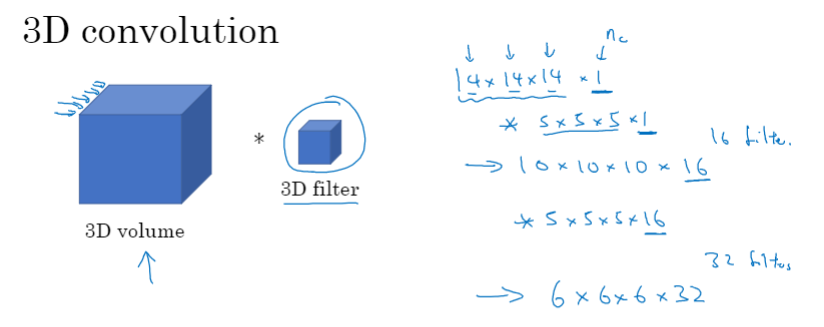 3D convolution
*
3D filter
3D volume
n_c
14 × 14 × 14 × 1
* 5 × 5 × 5 × 1
16 filte.
→ 10 × 10 × 10 × 16
* 5 × 5 × 5 × 16
32 filters
→ 6 × 6 × 6 × 32